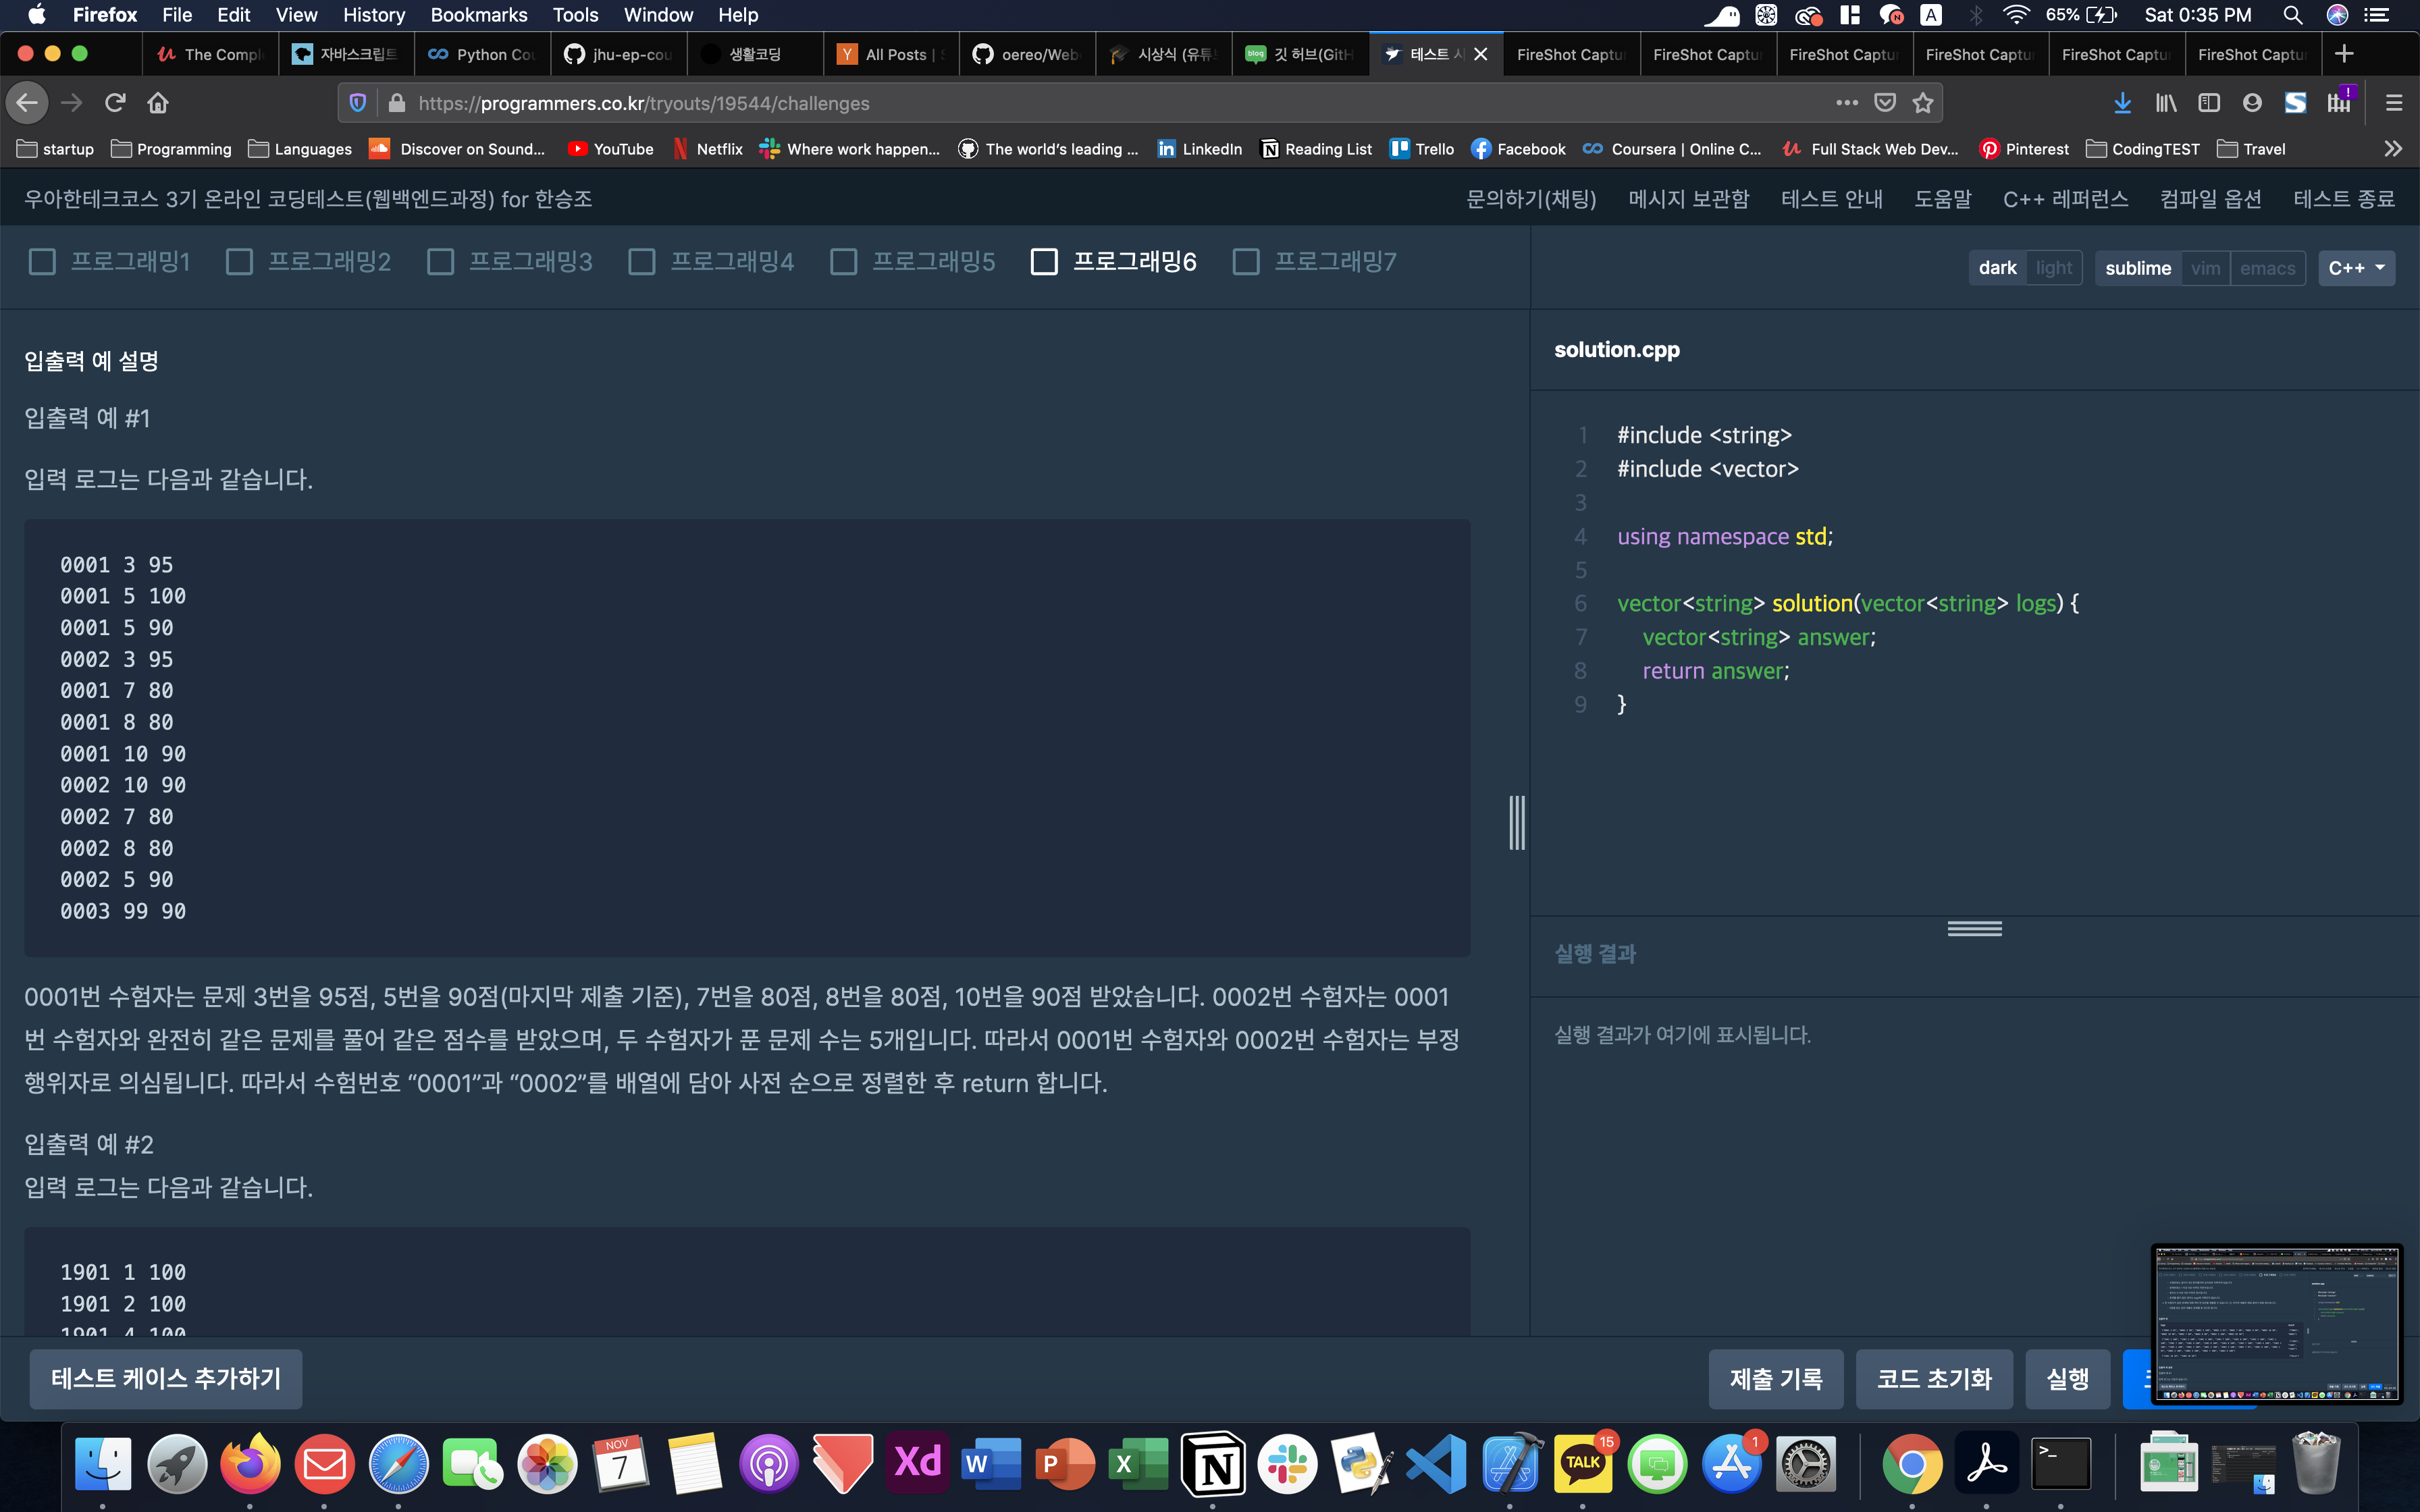 Firefox File Edit View History Bookmarks Tools Window Help 65% Sat 0:35 PM
The Compl 자바스크립트 Python Cou jhu-ep-cou 생활코딩 All Posts | oereo/Web 시상식 (유튜 깃 허브(GitH 테스트 시 FireShot Captur FireShot Captur FireShot Captur FireShot Captur FireShot Captur FireShot Captur
https://programmers.co.kr/tryouts/19544/challenges
startup Programming Languages Discover on Sound... YouTube Netflix Where work happen... The world's leading ... LinkedIn Reading List Trello Facebook Coursera | Online C... Full Stack Web Dev... Pinterest CodingTEST Travel
우아한테크코스 3기 온라인 코딩테스트(웹백엔드과정) for 한승조 문의하기(채팅) 메시지 보관함 테스트 안내 도움말 C++ 레퍼런스 컴파일 옵션 테스트 종료
프로그래밍1 프로그래밍2 프로그래밍3 프로그래밍4 프로그래밍5 프로그래밍6 프로그래밍7
dark light sublime vim emacs C++
입출력 예 설명
입출력 예 #1
입력 로그는 다음과 같습니다.
0001 3 95
0001 5 100
0001 5 90
0002 3 95
0001 7 80
0001 8 80
0001 10 90
0002 10 90
0002 7 80
0002 8 80
0002 5 90
0003 99 90
0001번 수험자는 문제 3번을 95점, 5번을 90점(마지막 제출 기준), 7번을 80점, 8번을 80점, 10번을 90점 받았습니다. 0002번 수험자는 0001
번 수험자와 완전히 같은 문제를 풀어 같은 점수를 받았으며, 두 수험자가 푼 문제 수는 5개입니다. 따라서 0001번 수험자와 0002번 수험자는 부정
행위자로 의심됩니다. 따라서 수험번호 “0001”과 “0002”를 배열에 담아 사전 순으로 정렬한 후 return 합니다.
입출력 예 #2
입력 로그는 다음과 같습니다.
1901 1 100
1901 2 100
1901 4 100
solution.cpp
1 #include <string>
2 #include <vector>
3
4 using namespace std;
5
6 vector<string> solution(vector<string> logs) {
7 vector<string> answer;
8 return answer;
9 }
실행 결과
실행 결과가 여기에 표시됩니다.
테스트 케이스 추가하기 제출 기록 코드 초기화 실행
NOV 7 Xd W P X N TALK 15 1